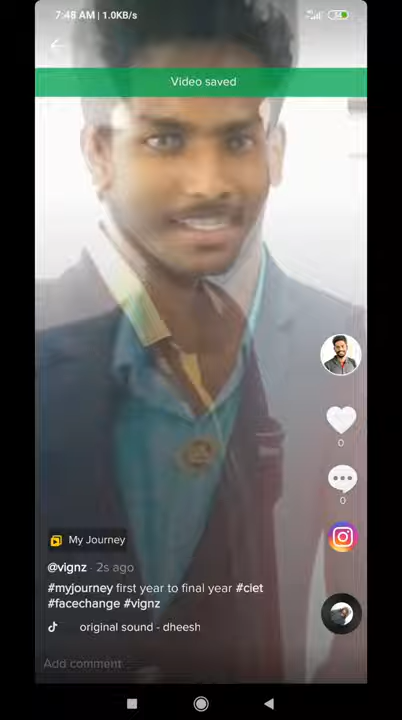 7:48 AM | 1.0KB/s
Video saved
0
0
My Journey
@vignz · 2s ago
#myjourney first year to final year #ciet
#facechange #vignz
original sound - dheesh
Add comment